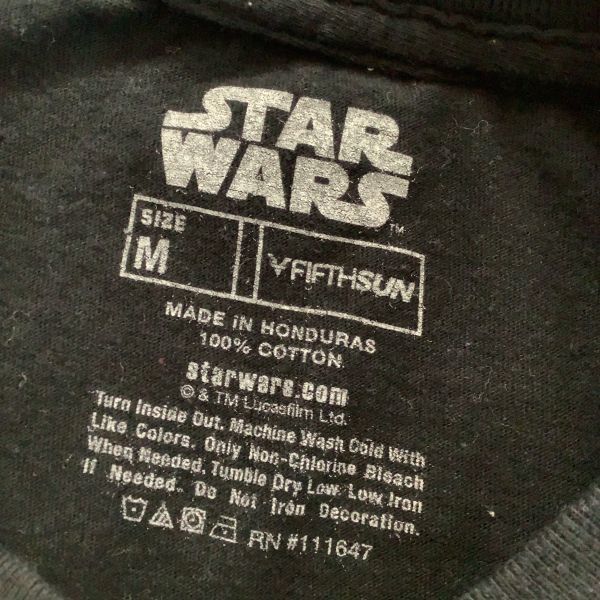 STAR
WARS
TM
SIZE
M
FIFTHSUN
MADE IN HONDURAS
100% COTTON
starwars.com
© & TM Lucasfilm Ltd.
Turn Inside Out. Machine Wash Cold With
Like Colors. Only Non-Chlorine Bleach
When Needed. Tumble Dry Low. Low Iron
If Needed. Do Not Iron Decoration.
RN #111647